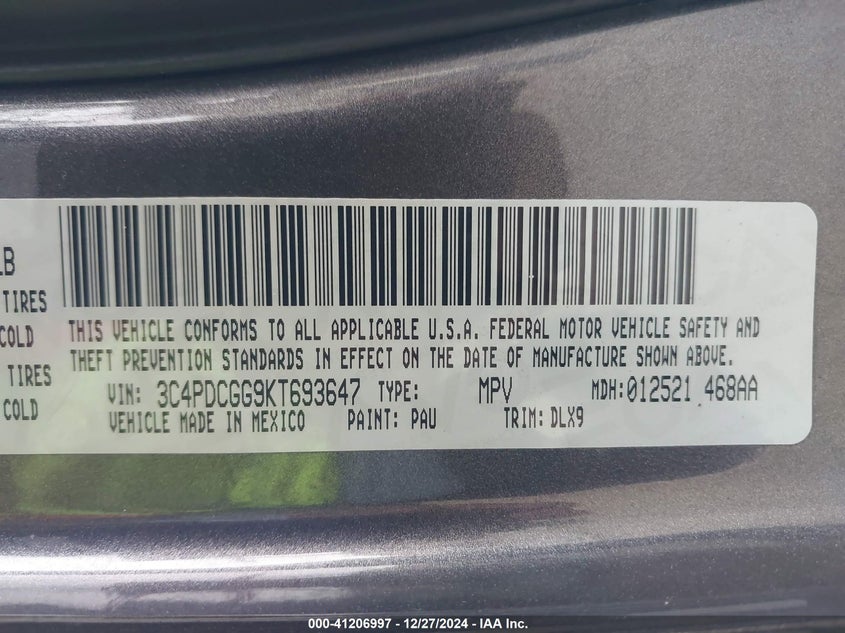 LB
TIRES
COLD
TIRES
COLD
THIS VEHICLE CONFORMS TO ALL APPLICABLE U.S.A. FEDERAL MOTOR VEHICLE SAFETY AND
THEFT PREVENTION STANDARDS IN EFFECT ON THE DATE OF MANUFACTURE SHOWN ABOVE.
VIN: 3C4PDCGG9KT693647 TYPE: MPV MDH:012521 468AA
VEHICLE MADE IN MEXICO PAINT: PAU TRIM: DLX9
000-41206997 - 12/27/2024 - IAA Inc.